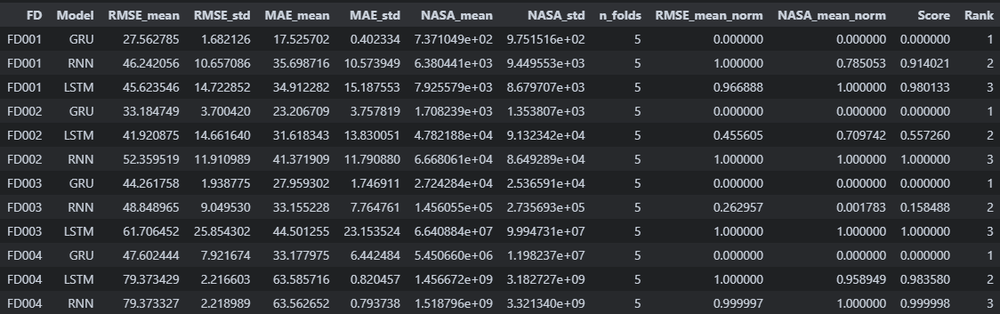 FD Model RMSE_mean RMSE_std MAE_mean MAE_std NASA_mean NASA_std n_folds RMSE_mean_norm NASA_mean_norm Score Rank
FD001 GRU 27.562785 1.682126 17.525702 0.402334 7.371049e+02 9.751516e+02 5 0.000000 0.000000 0.000000 1
FD001 RNN 46.242056 10.657086 35.698716 10.573949 6.380441e+03 9.449553e+03 5 1.000000 0.785053 0.914021 2
FD001 LSTM 45.623546 14.722852 34.912282 15.187553 7.925579e+03 8.679707e+03 5 0.966888 1.000000 0.980133 3
FD002 GRU 33.184749 3.700420 23.206709 3.757819 1.708239e+03 1.353807e+03 5 0.000000 0.000000 0.000000 1
FD002 LSTM 41.920875 14.661640 31.618343 13.830051 4.782188e+04 9.132342e+04 5 0.455605 0.709742 0.557260 2
FD002 RNN 52.359519 11.910989 41.371909 11.790880 6.668061e+04 8.649289e+04 5 1.000000 1.000000 1.000000 3
FD003 GRU 44.261758 1.938775 27.959302 1.746911 2.724284e+04 2.536591e+04 5 0.000000 0.000000 0.000000 1
FD003 RNN 48.848965 9.049530 33.155228 7.764761 1.456055e+05 2.735693e+05 5 0.262957 0.001783 0.158488 2
FD003 LSTM 61.706452 25.854302 44.501255 23.153524 6.640884e+07 9.994731e+07 5 1.000000 1.000000 1.000000 3
FD004 GRU 47.602444 7.921674 33.177975 6.442484 5.450660e+06 1.198237e+07 5 0.000000 0.000000 0.000000 1
FD004 LSTM 79.373429 2.216603 63.585716 0.820457 1.456672e+09 3.182727e+09 5 1.000000 0.958949 0.983580 2
FD004 RNN 79.373327 2.218989 63.562652 0.793738 1.518796e+09 3.321340e+09 5 0.999997 1.000000 0.999998 3